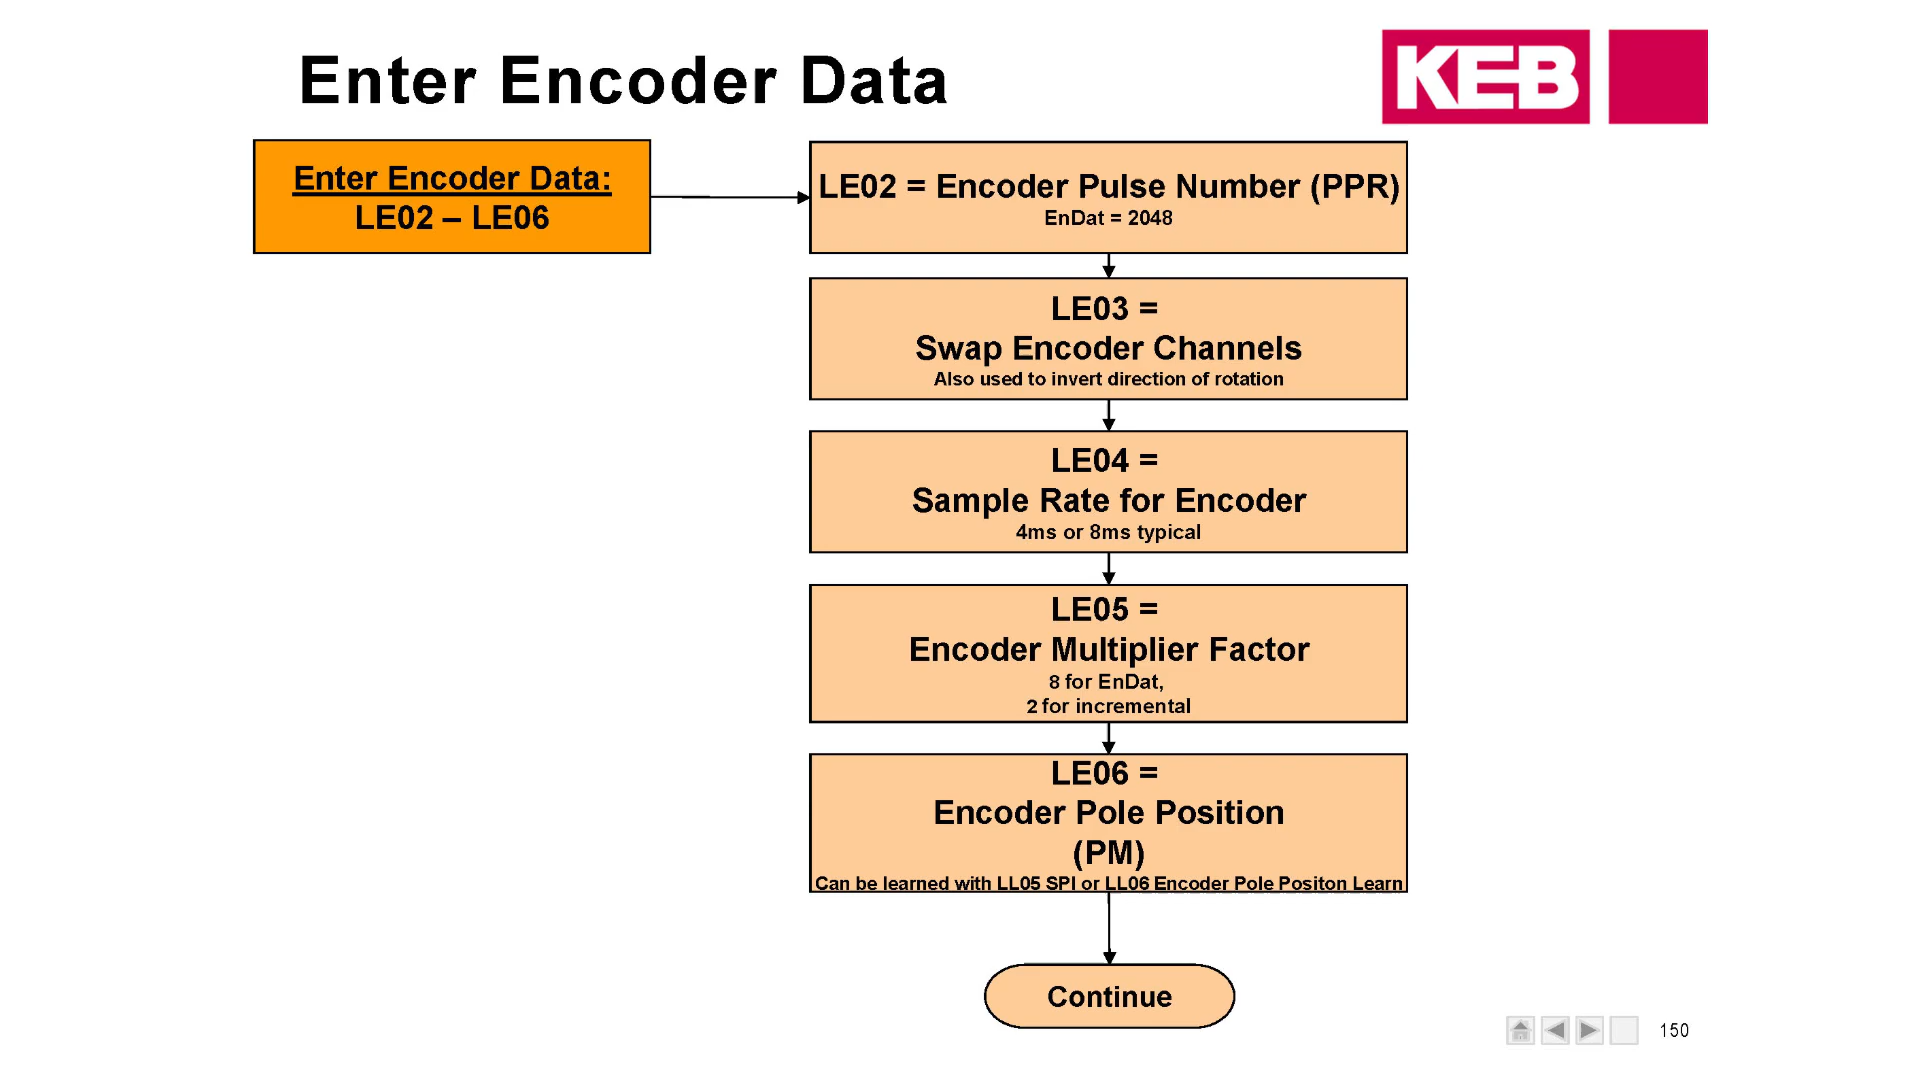 Enter Encoder Data
KEB
Enter Encoder Data:
LE02 – LE06
LE02 = Encoder Pulse Number (PPR)
EnDat = 2048
LE03 =
Swap Encoder Channels
Also used to invert direction of rotation
LE04 =
Sample Rate for Encoder
4ms or 8ms typical
LE05 =
Encoder Multiplier Factor
8 for EnDat,
2 for incremental
LE06 =
Encoder Pole Position
(PM)
Can be learned with LL05 SPI or LL06 Encoder Pole Positon Learn
Continue
150